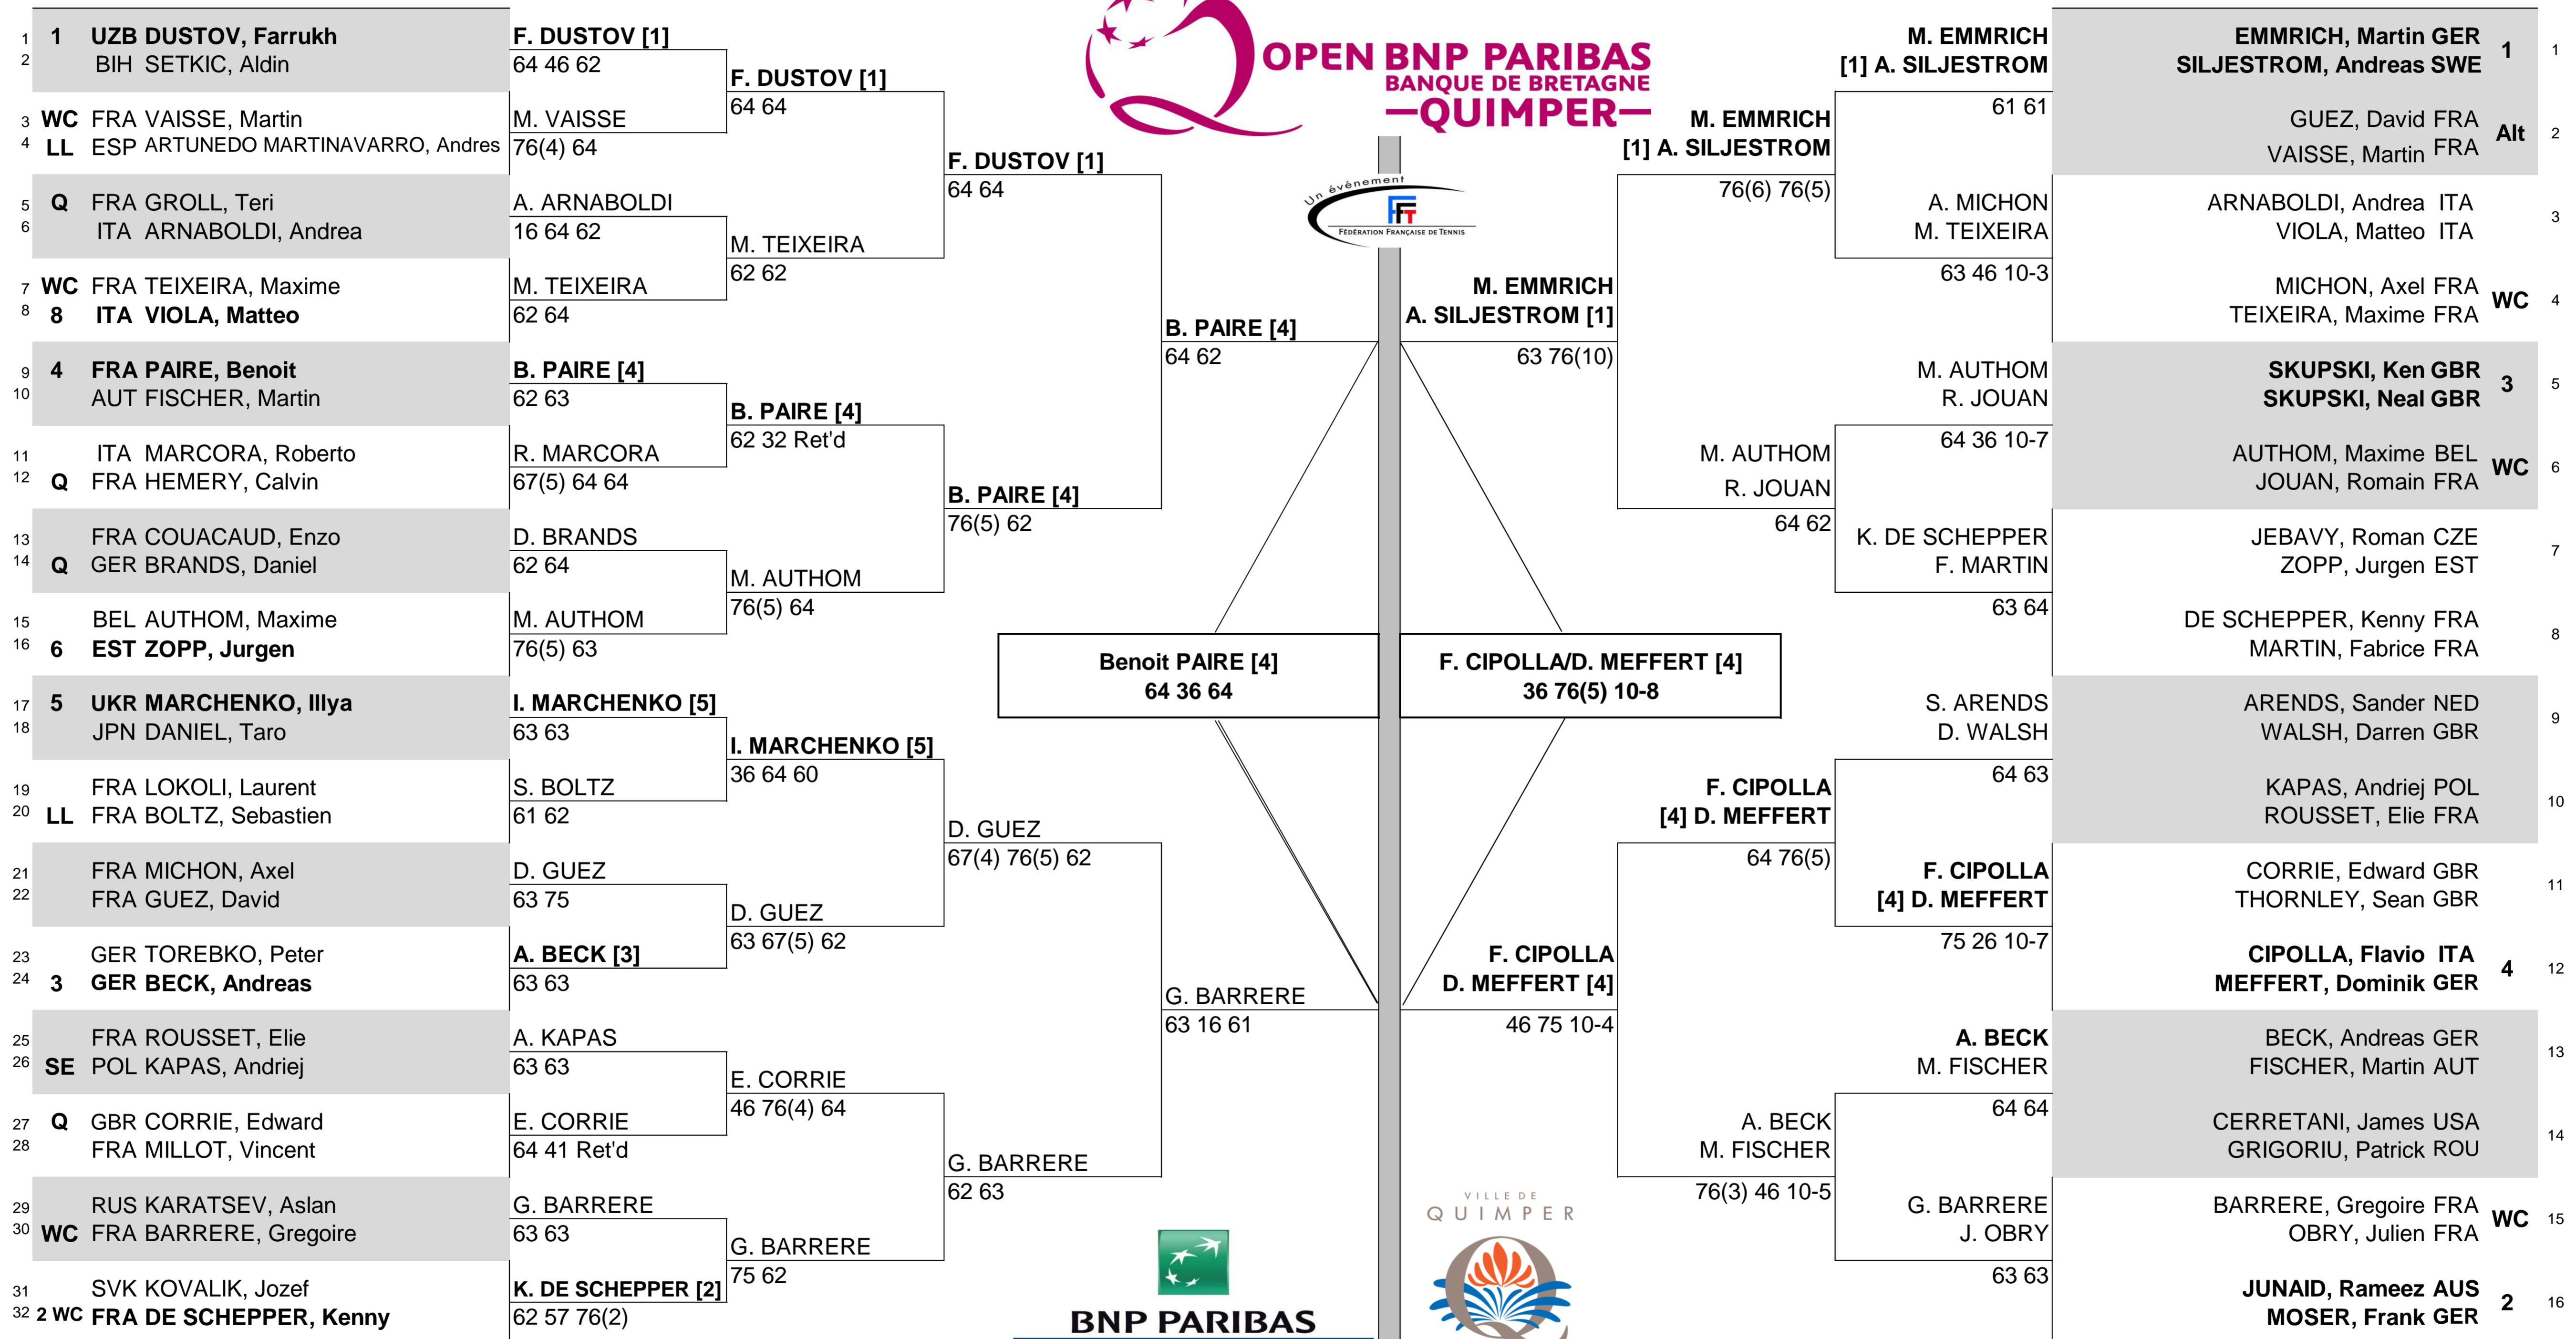 OPEN BNP PARIBAS
BANQUE DE BRETAGNE
—QUIMPER—
Un événement
FFT
FÉDÉRATION FRANÇAISE DE TENNIS
1 1 UZB DUSTOV, Farrukh
2 BIH SETKIC, Aldin
3 WC FRA VAISSE, Martin
4 LL ESP ARTUNEDO MARTINAVARRO, Andres
5 Q FRA GROLL, Teri
6 ITA ARNABOLDI, Andrea
7 WC FRA TEIXEIRA, Maxime
8 8 ITA VIOLA, Matteo
9 4 FRA PAIRE, Benoit
10 AUT FISCHER, Martin
11 ITA MARCORA, Roberto
12 Q FRA HEMERY, Calvin
13 FRA COUACAUD, Enzo
14 Q GER BRANDS, Daniel
15 BEL AUTHOM, Maxime
16 6 EST ZOPP, Jurgen
17 5 UKR MARCHENKO, Illya
18 JPN DANIEL, Taro
19 FRA LOKOLI, Laurent
20 LL FRA BOLTZ, Sebastien
21 FRA MICHON, Axel
22 FRA GUEZ, David
23 GER TOREBKO, Peter
24 3 GER BECK, Andreas
25 FRA ROUSSET, Elie
26 SE POL KAPAS, Andriej
27 Q GBR CORRIE, Edward
28 FRA MILLOT, Vincent
29 RUS KARATSEV, Aslan
30 WC FRA BARRERE, Gregoire
31 SVK KOVALIK, Jozef
32 2 WC FRA DE SCHEPPER, Kenny
F. DUSTOV [1]
64 46 62
M. VAISSE
76(4) 64
A. ARNABOLDI
16 64 62
M. TEIXEIRA
62 64
B. PAIRE [4]
62 63
R. MARCORA
67(5) 64 64
D. BRANDS
62 64
M. AUTHOM
76(5) 63
I. MARCHENKO [5]
63 63
S. BOLTZ
61 62
D. GUEZ
63 75
A. BECK [3]
63 63
A. KAPAS
63 63
E. CORRIE
64 41 Ret'd
G. BARRERE
63 63
K. DE SCHEPPER [2]
62 57 76(2)
F. DUSTOV [1]
64 64
M. TEIXEIRA
62 62
B. PAIRE [4]
62 32 Ret'd
M. AUTHOM
76(5) 64
I. MARCHENKO [5]
36 64 60
D. GUEZ
63 67(5) 62
E. CORRIE
46 76(4) 64
G. BARRERE
75 62
F. DUSTOV [1]
64 64
B. PAIRE [4]
76(5) 62
D. GUEZ
67(4) 76(5) 62
G. BARRERE
62 63
B. PAIRE [4]
64 62
G. BARRERE
63 16 61
Benoit PAIRE [4]
64 36 64
F. CIPOLLA/D. MEFFERT [4]
36 76(5) 10-8
M. EMMRICH
A. SILJESTROM [1]
63 76(10)
F. CIPOLLA
D. MEFFERT [4]
46 75 10-4
M. EMMRICH
[1] A. SILJESTROM
76(6) 76(5)
M. AUTHOM
R. JOUAN
64 62
F. CIPOLLA
[4] D. MEFFERT
64 76(5)
A. BECK
M. FISCHER
76(3) 46 10-5
M. EMMRICH
[1] A. SILJESTROM
61 61
A. MICHON
M. TEIXEIRA
63 46 10-3
M. AUTHOM
R. JOUAN
64 36 10-7
K. DE SCHEPPER
F. MARTIN
63 64
S. ARENDS
D. WALSH
64 63
F. CIPOLLA
[4] D. MEFFERT
75 26 10-7
A. BECK
M. FISCHER
64 64
G. BARRERE
J. OBRY
63 63
EMMRICH, Martin GER
SILJESTROM, Andreas SWE 1 1
GUEZ, David FRA
VAISSE, Martin FRA Alt 2
ARNABOLDI, Andrea ITA
VIOLA, Matteo ITA 3
MICHON, Axel FRA
TEIXEIRA, Maxime FRA WC 4
SKUPSKI, Ken GBR
SKUPSKI, Neal GBR 3 5
AUTHOM, Maxime BEL
JOUAN, Romain FRA WC 6
JEBAVY, Roman CZE
ZOPP, Jurgen EST 7
DE SCHEPPER, Kenny FRA
MARTIN, Fabrice FRA 8
ARENDS, Sander NED
WALSH, Darren GBR 9
KAPAS, Andriej POL
ROUSSET, Elie FRA 10
CORRIE, Edward GBR
THORNLEY, Sean GBR 11
CIPOLLA, Flavio ITA
MEFFERT, Dominik GER 4 12
BECK, Andreas GER
FISCHER, Martin AUT 13
CERRETANI, James USA
GRIGORIU, Patrick ROU 14
BARRERE, Gregoire FRA
OBRY, Julien FRA WC 15
JUNAID, Rameez AUS
MOSER, Frank GER 2 16
BNP PARIBAS
VILLE DE
QUIMPER